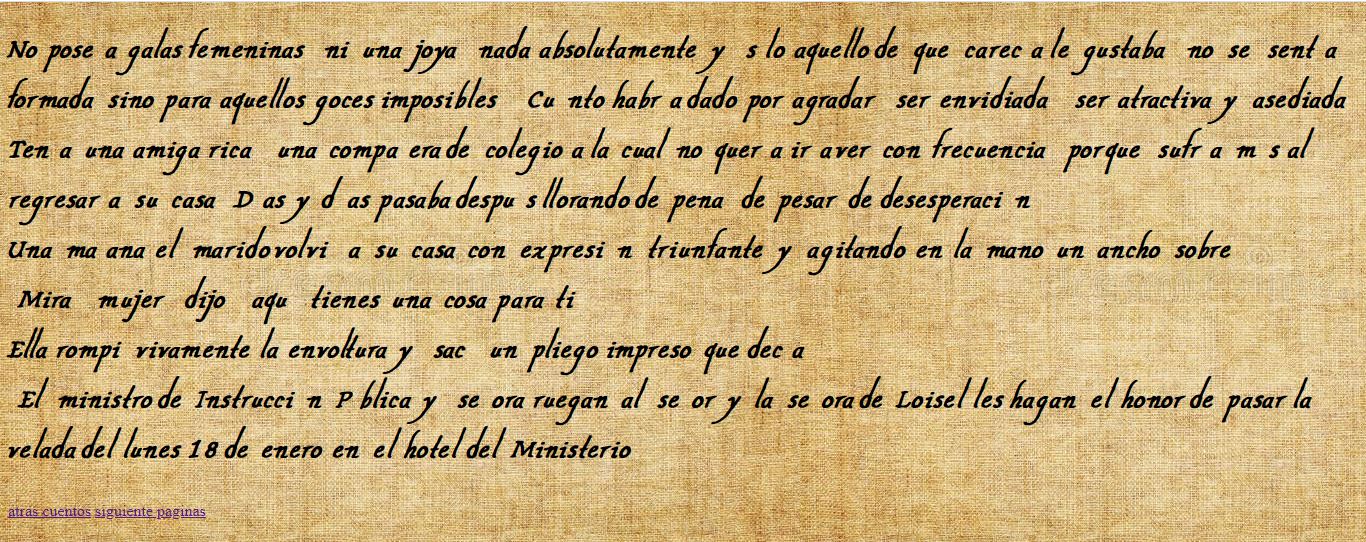 No pose a galas femeninas ni una joya nada absolutamente y s lo aquello de que carec a le gustaba no se sent a
formada sino para aquellos goces imposibles Cu nto habr a dado por agradar ser envidiada ser atractiva y asediada
Ten a una amiga rica una compa era de colegio a la cual no quer a ir a ver con frecuencia porque sufr a m s al
regresar a su casa D as y d as pasaba despu s llorando de pena de pesar de desesperaci n
Una ma ana el marido volvi a su casa con expresi n triunfante y agitando en la mano un ancho sobre
Mira mujer dijo aqu tienes una cosa para ti
Ella rompi vivamente la envoltura y sac un pliego impreso que dec a
El ministro de Instrucci n P blica y se ora ruegan al se or y la se ora de Loisel les hagan el honor de pasar la
velada del lunes 18 de enero en el hotel del Ministerio
atras cuentos siguiente paginas